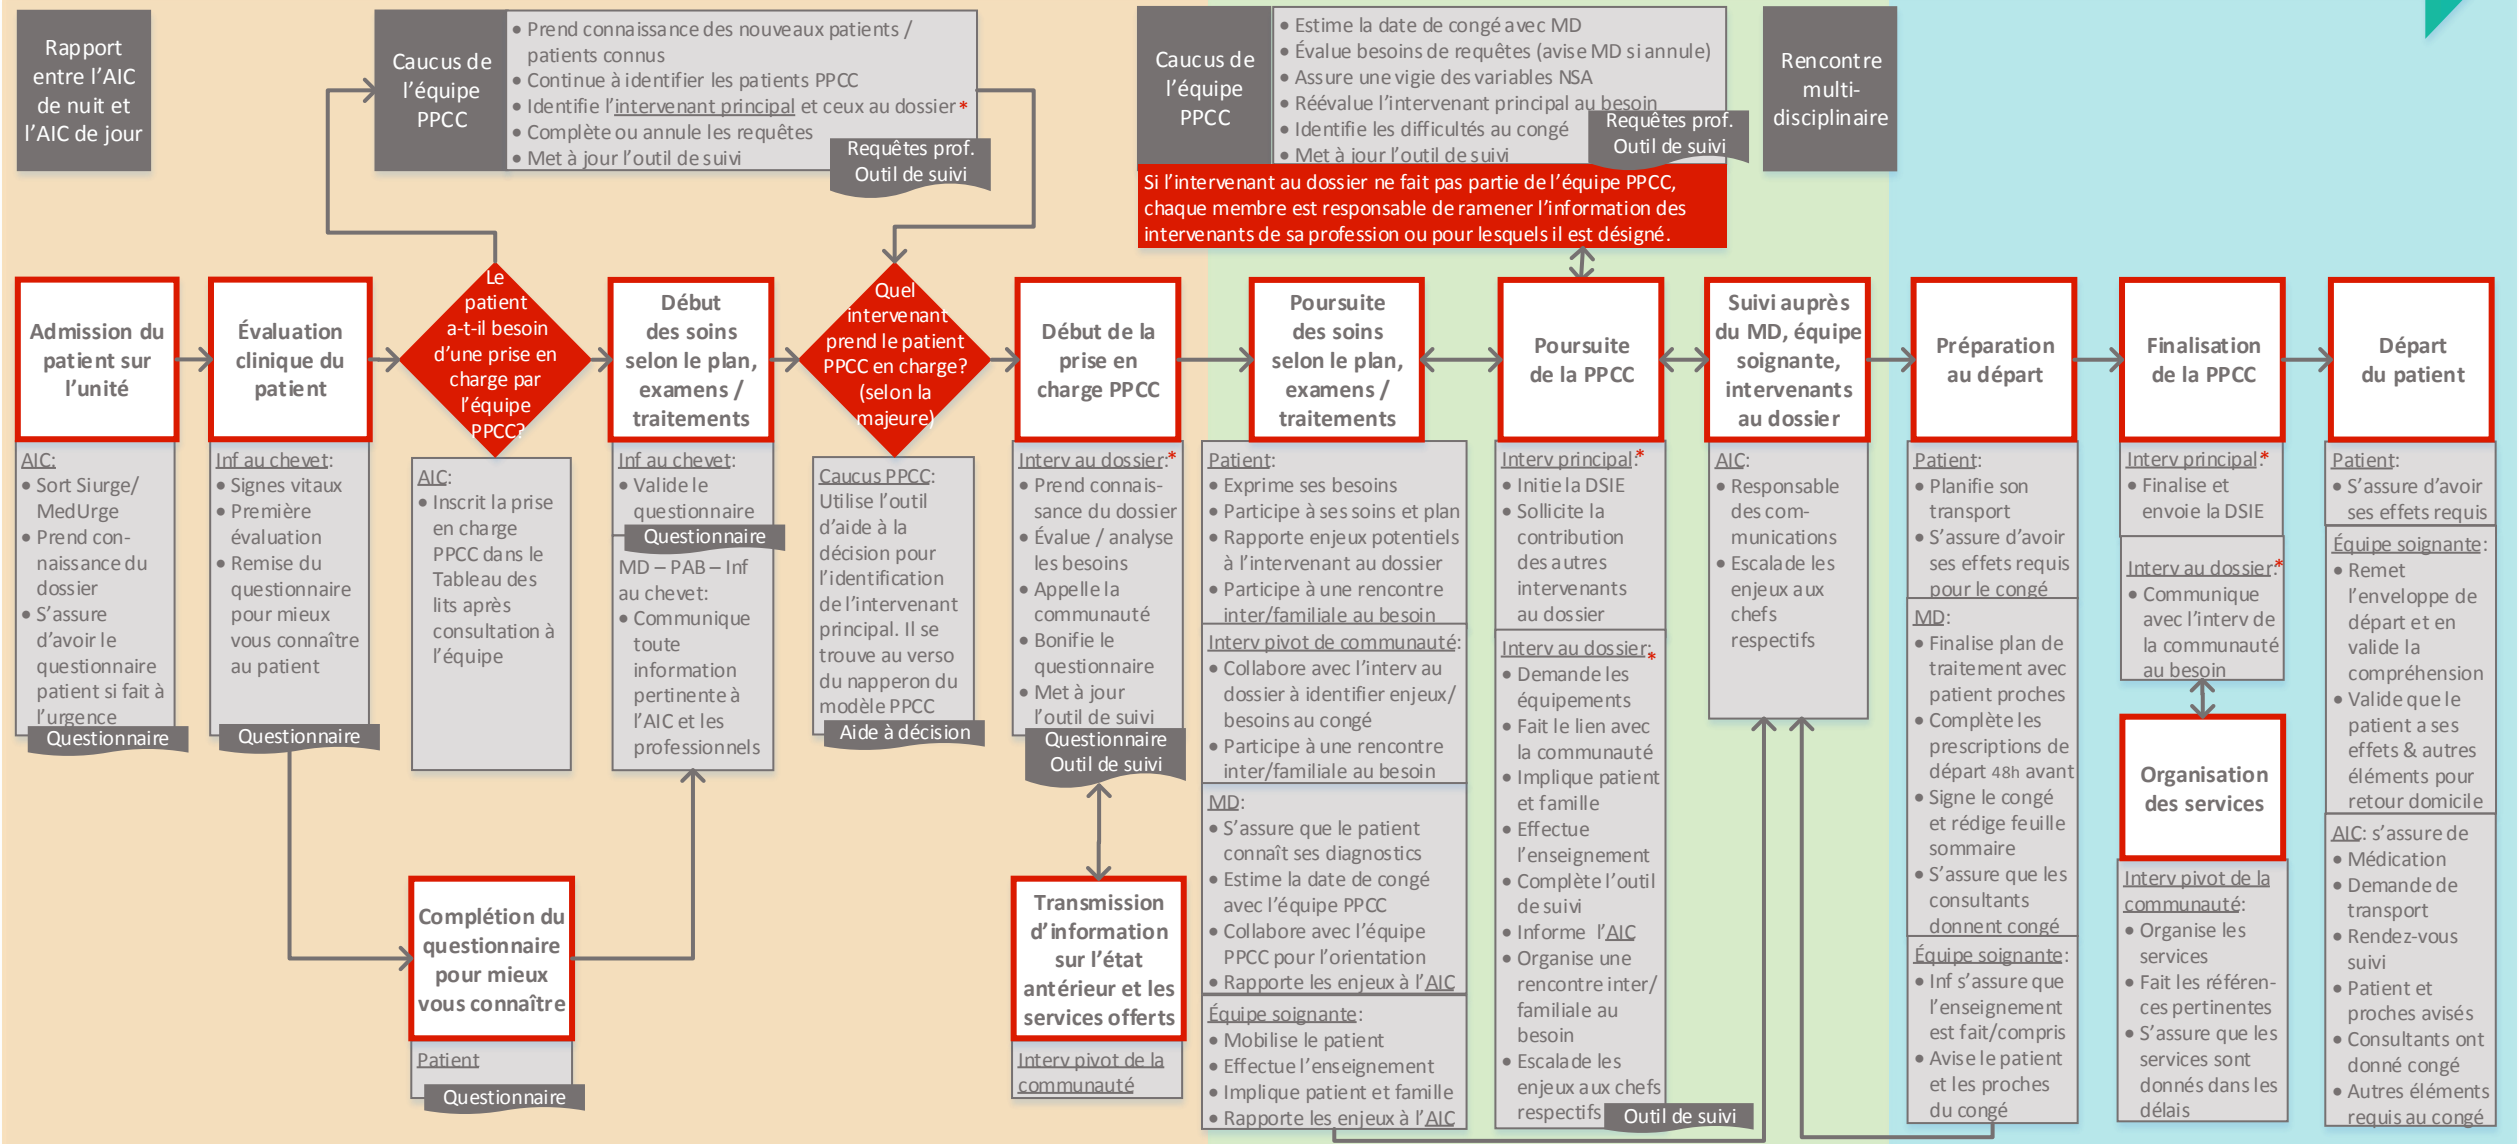 Rapport
entre l'AIC
de nuit et
l'AIC de jour
Caucus de
l'équipe
PPCC
• Prend connaissance des nouveaux patients /
patients connus
• Continue à identifier les patients PPCC
• Identifie l'intervenant principal et ceux au dossier *
• Complète ou annule les requêtes
• Met à jour l'outil de suivi
Requêtes prof.
Outil de suivi
Caucus de
l'équipe
PPCC
• Estime la date de congé avec MD
• Évalue besoins de requêtes (avise MD si annule)
• Assure une vigie des variables NSA
• Réévalue l'intervenant principal au besoin
• Identifie les difficultés au congé
• Met à jour l'outil de suivi
Requêtes prof.
Outil de suivi
Si l'intervenant au dossier ne fait pas partie de l'équipe PPCC,
chaque membre est responsable de ramener l'information des
intervenants de sa profession ou pour lesquels il est désigné.
Rencontre
multi-
disciplinaire
Admission du
patient sur
l'unité
AIC:
• Sort Siurge/
MedUrge
• Prend con-
naissance du
dossier
• S'assure
d'avoir le
questionnaire
patient si fait à
l'urgence
Questionnaire
Évaluation
clinique du
patient
Inf au chevet:
• Signes vitaux
• Première
évaluation
• Remise du
questionnaire
pour mieux
vous connaître
au patient
Questionnaire
Le
patient
a-t-il besoin
d'une prise en
charge par
l'équipe
PPCC?
AIC:
• Inscrit la prise
en charge
PPCC dans le
Tableau des
lits après
consultation à
l'équipe
Complétion du
questionnaire
pour mieux
vous connaître
Patient
Questionnaire
Début
des soins
selon le plan,
examens /
traitements
Inf au chevet:
• Valide le
questionnaire
Questionnaire
MD – PAB – Inf
au chevet:
• Communique
toute
information
pertinente à
l'AIC et les
professionnels
Quel
intervenant
prend le patient
PPCC en charge?
(selon la
majeure)
Caucus PPCC:
Utilise l'outil
d'aide à la
décision pour
l'identification
de l'intervenant
principal. Il se
trouve au verso
du napperon du
modèle PPCC
Aide à décision
Début de la
prise en
charge PPCC
Interv au dossier:*
• Prend connais-
sance du dossier
• Évalue / analyse
les besoins
• Appelle la
communauté
• Bonifie le
questionnaire
• Met à jour
l'outil de suivi
Questionnaire
Outil de suivi
Transmission
d'information
sur l'état
antérieur et les
services offerts
Interv pivot de la
communauté
Poursuite
des soins
selon le plan,
examens /
traitements
Patient:
• Exprime ses besoins
• Participe à ses soins et plan
• Rapporte enjeux potentiels
à l'intervenant au dossier
• Participe à une rencontre
inter/familiale au besoin
Interv pivot de communauté:
• Collabore avec l'interv au
dossier à identifier enjeux/
besoins au congé
• Participe à une rencontre
inter/familiale au besoin
MD:
• S'assure que le patient
connaît ses diagnostics
• Estime la date de congé
avec l'équipe PPCC
• Collabore avec l'équipe
PPCC pour l'orientation
• Rapporte les enjeux à l'AIC
Équipe soignante:
• Mobilise le patient
• Effectue l'enseignement
• Implique patient et famille
• Rapporte les enjeux à l'AIC
Poursuite
de la PPCC
Interv principal:*
• Initie la DSIE
• Sollicite la
contribution
des autres
intervenants
au dossier
Interv au dossier:*
• Demande les
équipements
• Fait le lien avec
la communauté
• Implique patient
et famille
• Effectue
l'enseignement
• Complète l'outil
de suivi
• Informe l'AIC
• Organise une
rencontre inter/
familiale au
besoin
• Escalade les
enjeux aux chefs
respectifs
Outil de suivi
Suivi auprès
du MD, équipe
soignante,
intervenants
au dossier
AIC:
• Responsable
des com-
munications
• Escalade les
enjeux aux
chefs
respectifs
Préparation
au départ
Patient:
• Planifie son
transport
• S'assure d'avoir
ses effets requis
pour le congé
MD:
• Finalise plan de
traitement avec
patient proches
• Complète les
prescriptions de
départ 48h avant
• Signe le congé
et rédige feuille
sommaire
• S'assure que les
consultants
donnent congé
Équipe soignante:
• Inf s'assure que
l'enseignement
est fait/compris
• Avise le patient
et les proches
du congé
Finalisation
de la PPCC
Interv principal:*
• Finalise et
envoie la DSIE
Interv au dossier:*
• Communique
avec l'interv de
la communauté
au besoin
Organisation
des services
Interv pivot de la
communauté:
• Organise les
services
• Fait les référen-
ces pertinentes
• S'assure que les
services sont
donnés dans les
délais
Départ
du patient
Patient:
• S'assure d'avoir
ses effets requis
Équipe soignante:
• Remet
l'enveloppe de
départ et en
valide la
compréhension
• Valide que le
patient a ses
effets & autres
éléments pour
retour domicile
AIC: s'assure de
• Médication
• Demande de
transport
• Rendez-vous
suivi
• Patient et
proches avisés
• Consultants ont
donné congé
• Autres éléments
requis au congé